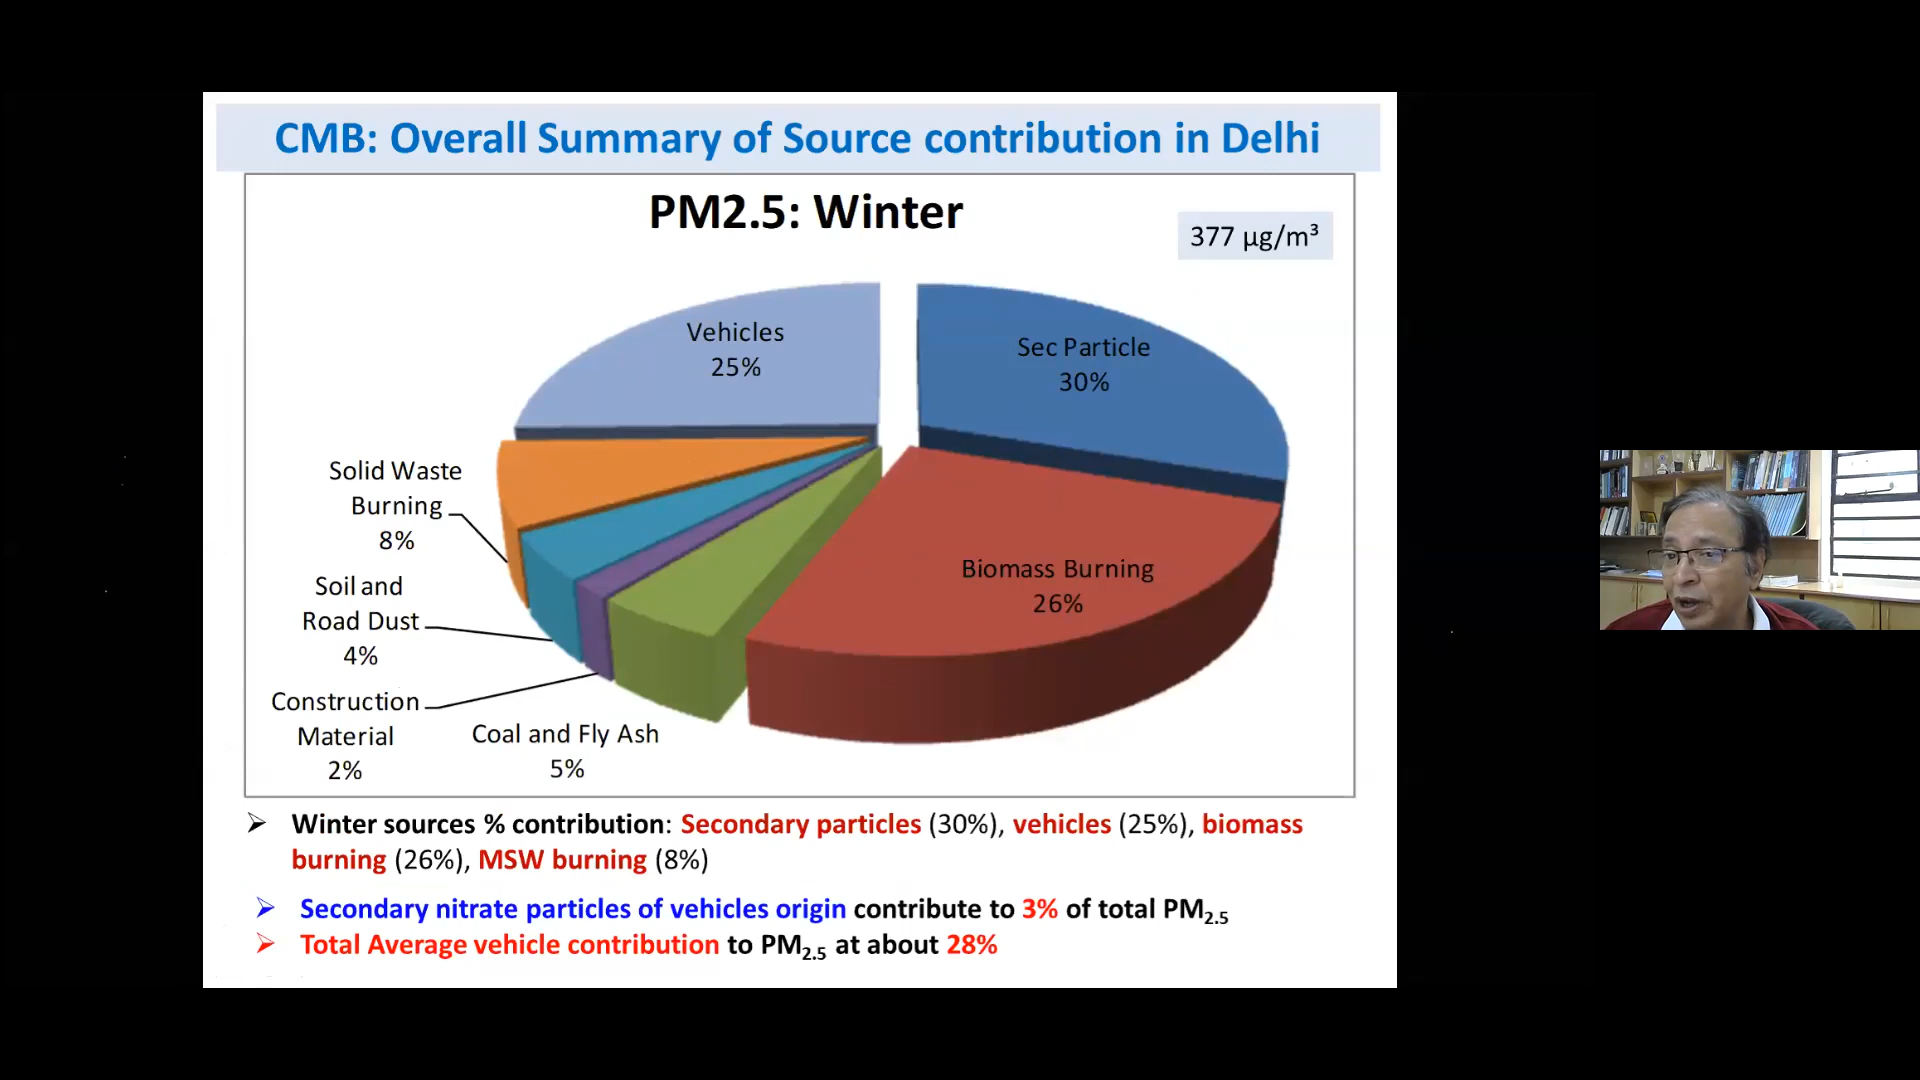 CMB: Overall Summary of Source contribution in Delhi
PM2.5: Winter
377 µg/m³
Vehicles
25%
Sec Particle
30%
Solid Waste
Burning
8%
Biomass Burning
26%
Soil and
Road Dust
4%
Construction
Material
2%
Coal and Fly Ash
5%
➢ Winter sources % contribution: Secondary particles (30%), vehicles (25%), biomass
burning (26%), MSW burning (8%)
➢ Secondary nitrate particles of vehicles origin contribute to 3% of total PM₂.₅
➢ Total Average vehicle contribution to PM₂.₅ at about 28%